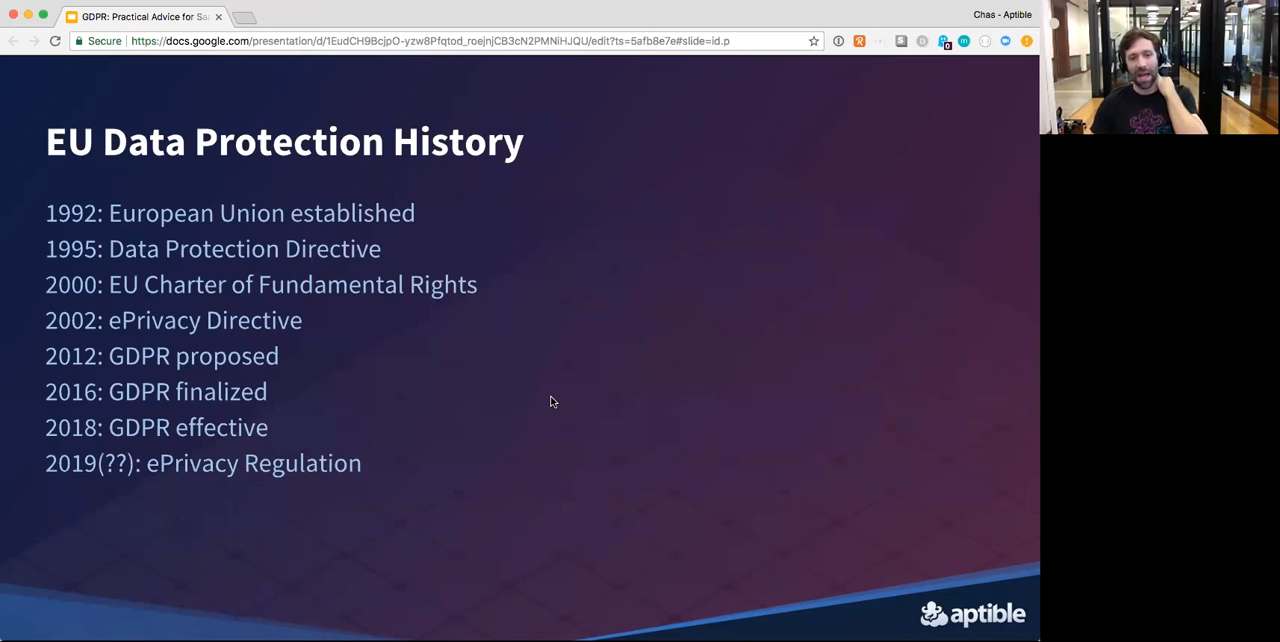 GDPR: Practical Advice for Sa
Chas - Aptible
Secure
https://docs.google.com/presentation/d/1EudCH9BcjpO-yzw8Pfqtod_roejnjCB3cN2PMNiHJQU/edit?ts=5afb8e7e#slide=id.p
EU Data Protection History
1992: European Union established
1995: Data Protection Directive
2000: EU Charter of Fundamental Rights
2002: ePrivacy Directive
2012: GDPR proposed
2016: GDPR finalized
2018: GDPR effective
2019(??): ePrivacy Regulation
aptible